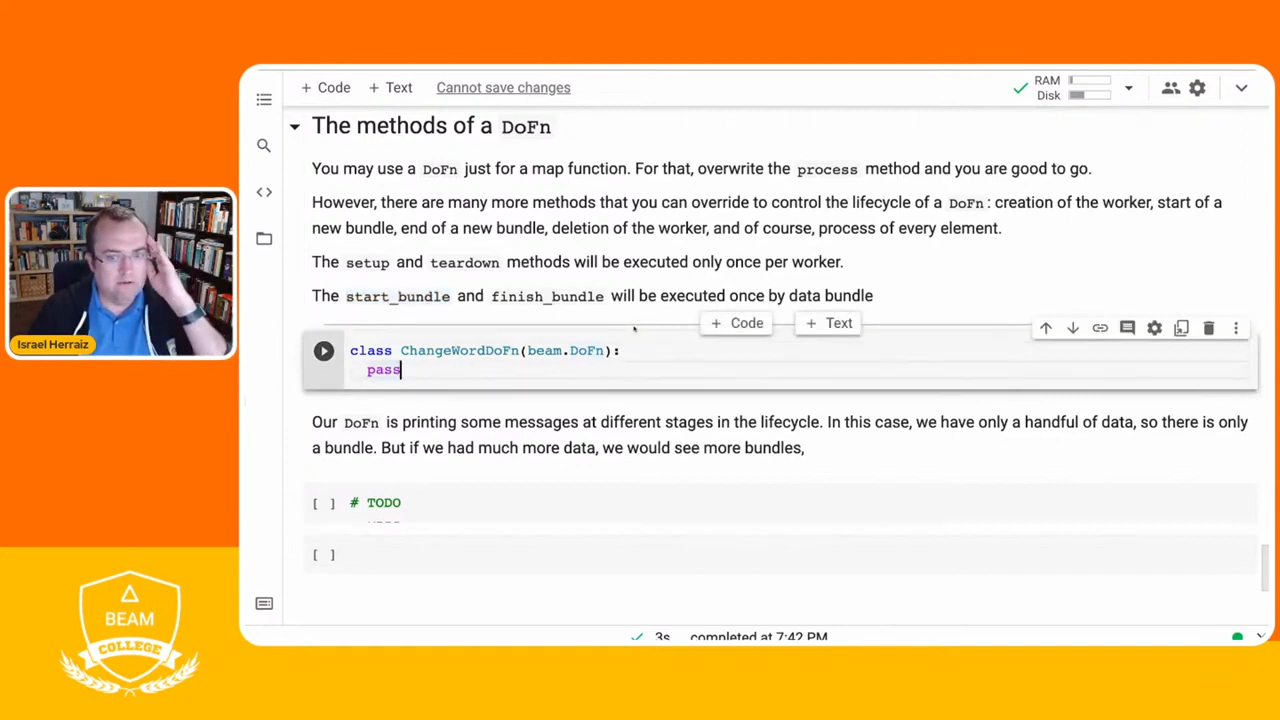 + Code + Text Cannot save changes
RAM
Disk
The methods of a DoFn
You may use a DoFn just for a map function. For that, overwrite the process method and you are good to go.
However, there are many more methods that you can override to control the lifecycle of a DoFn: creation of the worker, start of a
new bundle, end of a new bundle, deletion of the worker, and of course, process of every element.
The setup and teardown methods will be executed only once per worker.
The start_bundle and finish_bundle will be executed once by data bundle
+ Code + Text
class ChangeWordDoFn(beam.DoFn):
pass
Our DoFn is printing some messages at different stages in the lifecycle. In this case, we have only a handful of data, so there is only
a bundle. But if we had much more data, we would see more bundles,
[ ] # TODO
[ ]
3s completed at 7:42 PM
Israel Herraiz
BEAM
COLLEGE